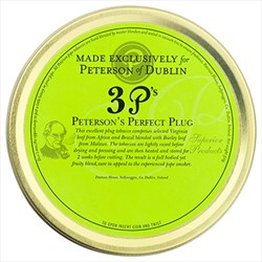 MADE EXCLUSIVELY for
PETERSON of DUBLIN
3P's
PETERSON'S PERFECT PLUG
This excellent plug tobacco comprises selected Virginia
leaf from Africa and Brazil blended with Burley leaf
from Malawi. The tobaccos are lightly cased before
drying and pressing and are then heated and stored for
2 weeks before cutting. The result is a full bodied yet
fruity blend, sure to appeal to the experienced smoker.
Superior
Products
TO OPEN INSERT COIN AND TWIST